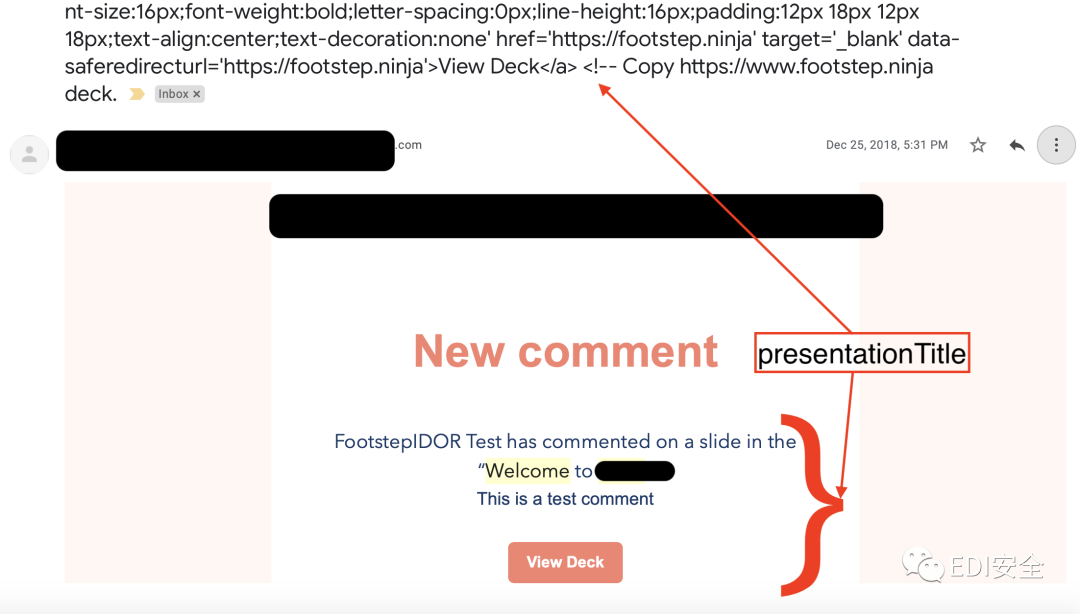 nt-size:16px;font-weight:bold;letter-spacing:0px;line-height:16px;padding:12px 18px 12px
18px;text-align:center;text-decoration:none' href='https://footstep.ninja' target='_blank' data-
saferedirecturl='https://footstep.ninja'>View Deck</a> <!-- Copy https://www.footstep.ninja
deck. Inbox ×
.com Dec 25, 2018, 5:31 PM
New comment
presentationTitle
FootstepIDOR Test has commented on a slide in the
“Welcome to
This is a test comment
View Deck
EDI安全